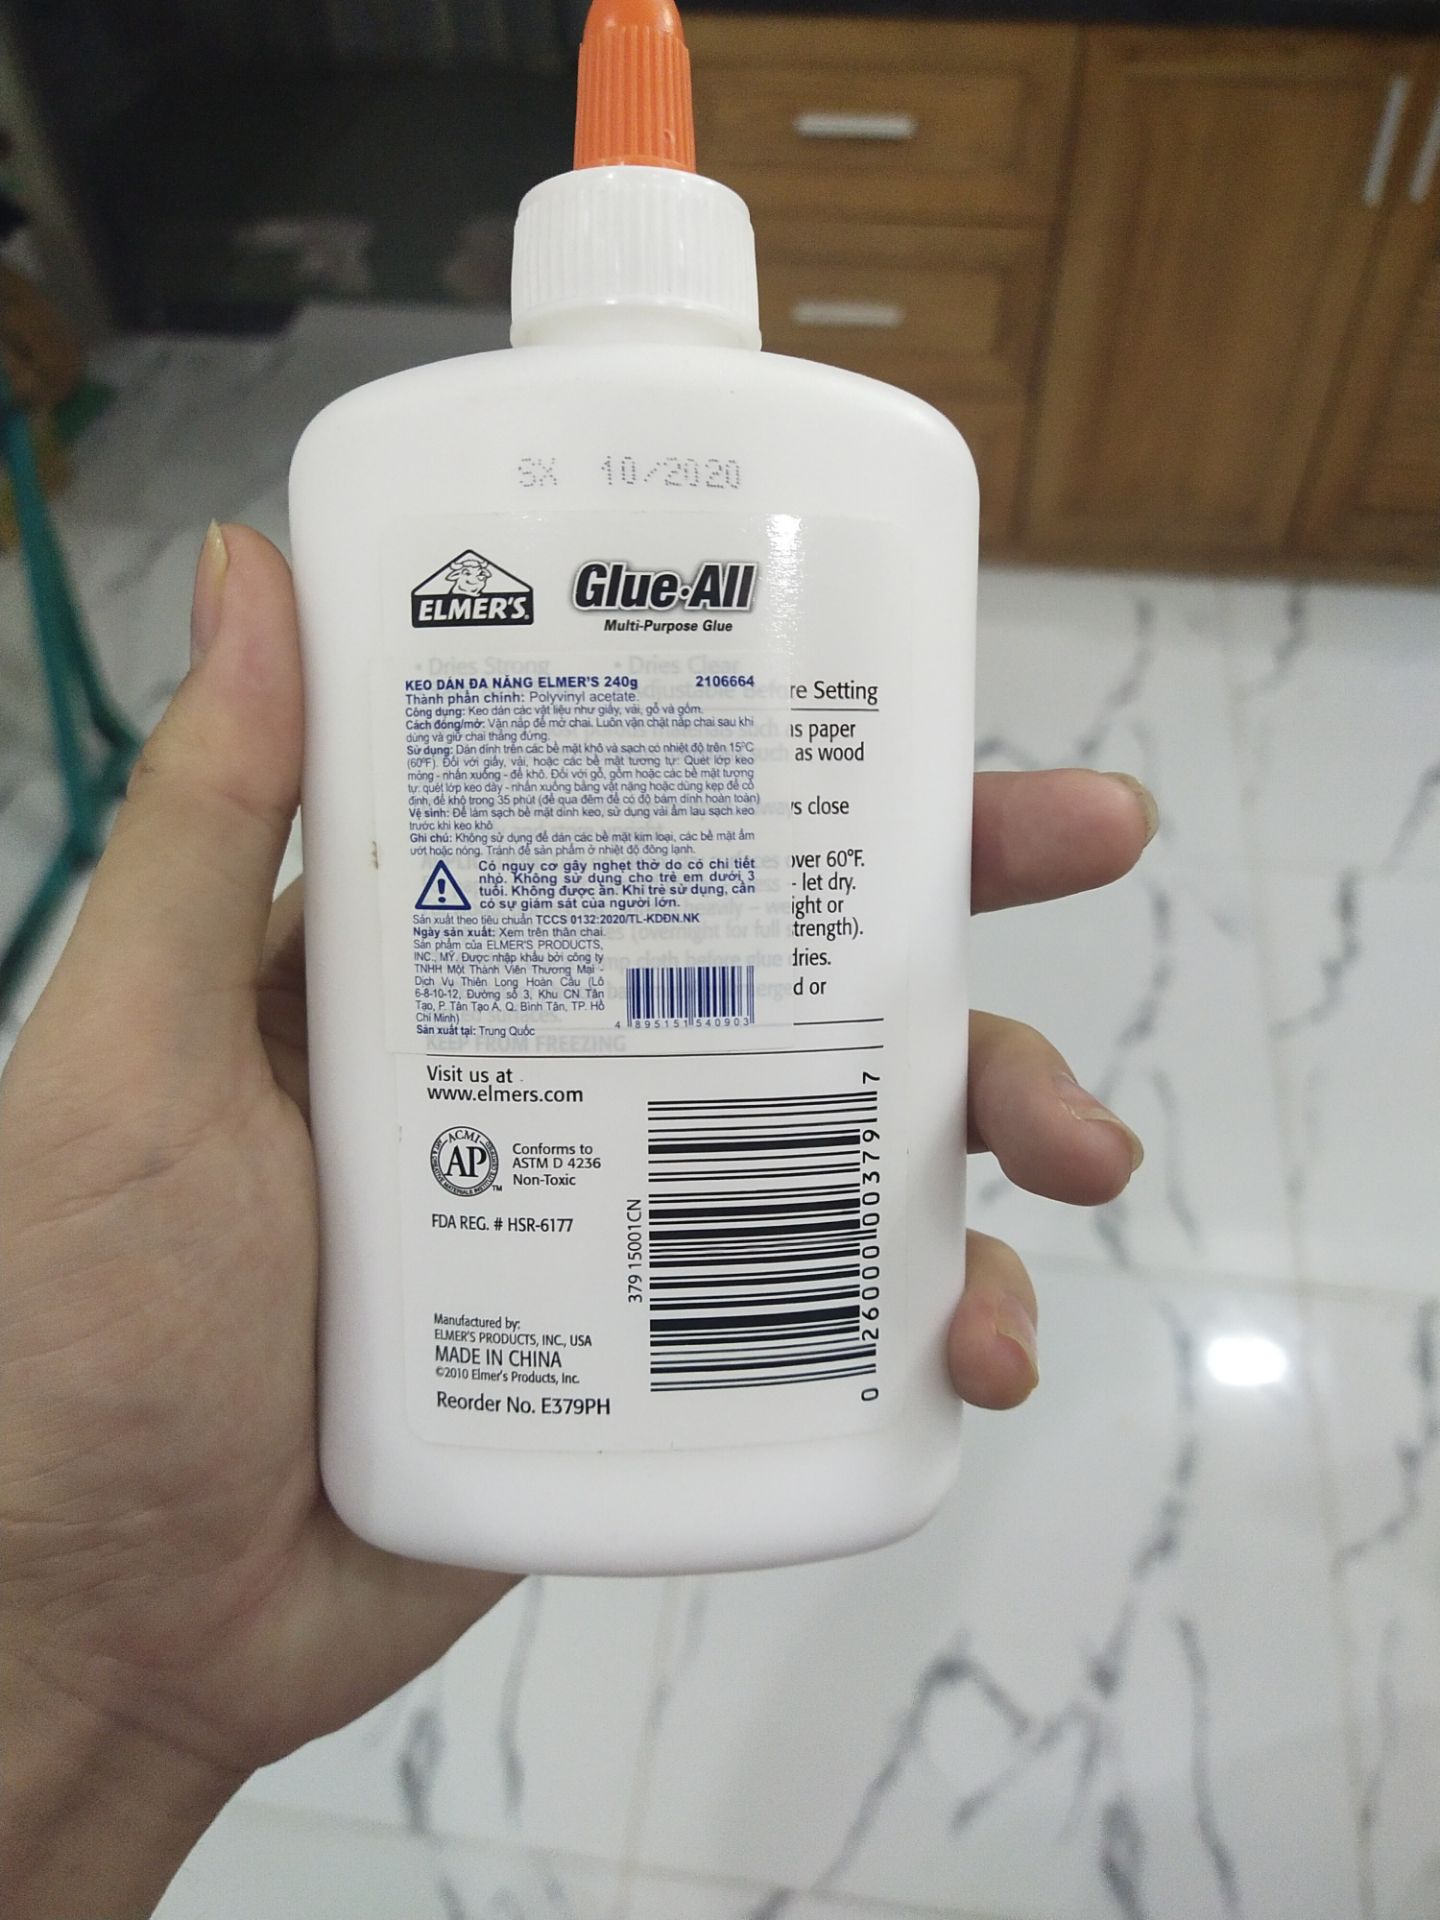 SX 10/2020
ELMER'S
Glue·All
Multi-Purpose Glue
• Dries Strong • Dries Clear
KEO DÁN ĐA NĂNG ELMER'S 240g 2106664
re Setting
Thành phần chính: Polyvinyl acetate.
Công dụng: Keo dán các vật liệu như giấy, vải, gỗ và gốm.
Cách đóng/mở: Vặn nắp để mở chai. Luôn vặn chặt nắp chai sau khi
as paper
dùng và giữ chai thẳng đứng.
Sử dụng: Dán dính trên các bề mặt khô và sạch có nhiệt độ trên 15°C
as wood
(60°F). Đối với giấy, vải, hoặc các bề mặt tương tự: Quét lớp keo
mỏng - nhấn xuống - để khô. Đối với gỗ, gốm hoặc các bề mặt tương
tự: quét lớp keo dày - nhấn xuống bằng vật nặng hoặc dùng kẹp để cố
định, để khô trong 35 phút (để qua đêm để có độ bám dính hoàn toàn)
ys close
Vệ sinh: Để làm sạch bề mặt dính keo, sử dụng vải ẩm lau sạch keo
trước khi keo khô
Ghi chú: Không sử dụng để dán các bề mặt kim loại, các bề mặt ẩm
ướt hoặc nóng. Tránh để sản phẩm ở nhiệt độ đông lạnh.
over 60°F.
Có nguy cơ gây nghẹt thở do có chi tiết
nhỏ. Không sử dụng cho trẻ em dưới 3
- let dry.
tuổi. Không được ăn. Khi trẻ sử dụng, cần
có sự giám sát của người lớn.
ight or
Sản xuất theo tiêu chuẩn TCCS 0132:2020/TL-KDĐN.NK
trength).
Ngày sản xuất: Xem trên thân chai.
Sản phẩm của ELMER'S PRODUCTS,
INC., MỸ. Được nhập khẩu bởi công ty
dries.
TNHH Một Thành Viên Thương Mại -
Dịch Vụ Thiên Long Hoàn Cầu (Lô
d or
6-8-10-12, Đường số 3, Khu CN Tân
Tạo, P. Tân Tạo A, Q. Bình Tân, TP. Hồ
Chí Minh)
4 895151 540903
Sản xuất tại: Trung Quốc
KEEP FROM FREEZING
Visit us at
www.elmers.com
ACMI
AP
TM
Conforms to
ASTM D 4236
Non-Toxic
FDA REG. # HSR-6177
379 15001CN
0 26000 00379 7
Manufactured by:
ELMER'S PRODUCTS, INC., USA
MADE IN CHINA
©2010 Elmer's Products, Inc.
Reorder No. E379PH